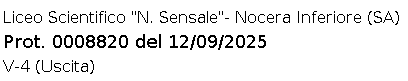 Liceo Scientifico "N. Sensale"- Nocera Inferiore (SA)
Prot. 0008820 del 12/09/2025
V-4 (Uscita)